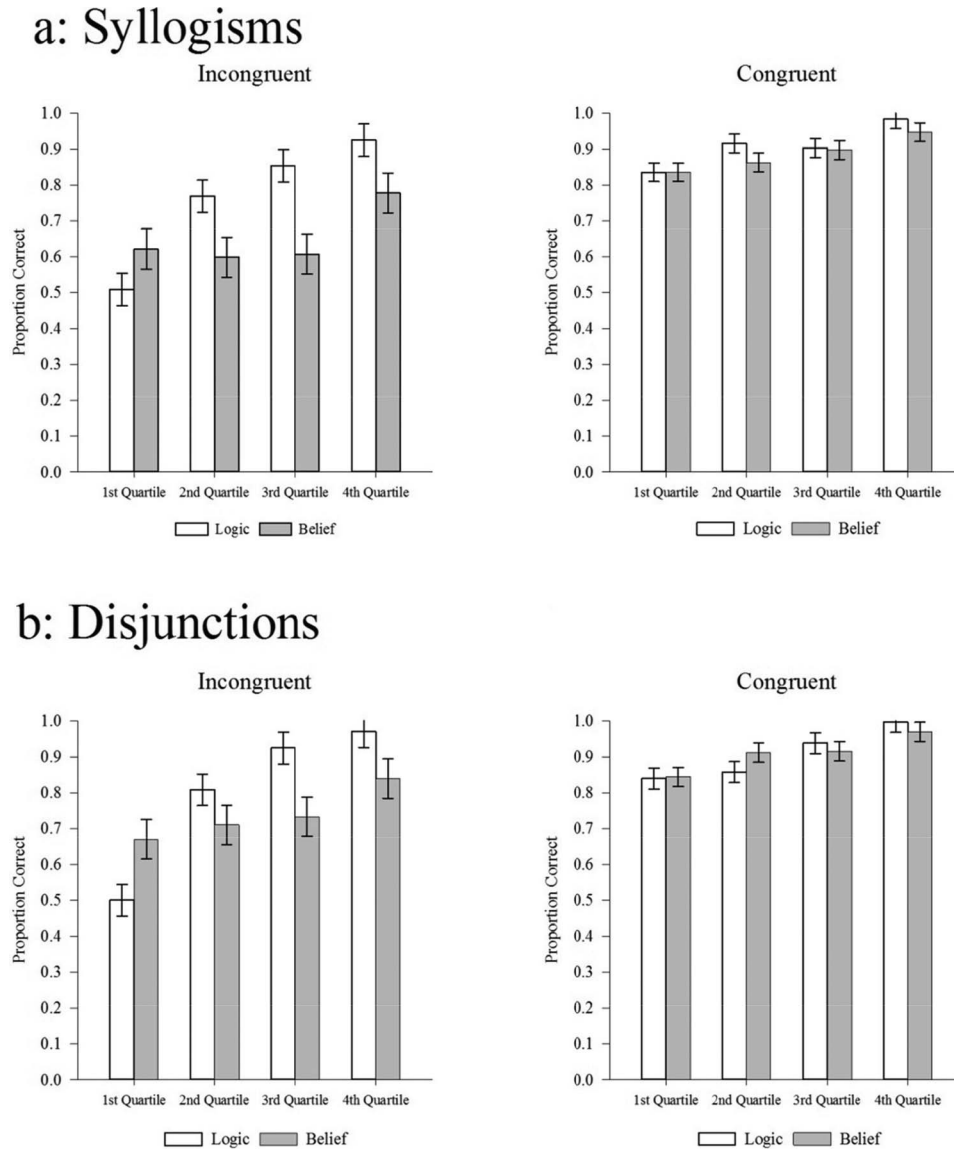 a: Syllogisms
Incongruent
Proportion Correct
1.0
0.9
0.8
0.7
0.6
0.5
0.4
0.3
0.2
0.1
0.0
1st Quartile 2nd Quartile 3rd Quartile 4th Quartile
Logic Belief
Congruent
Proportion Correct
1.0
0.9
0.8
0.7
0.6
0.5
0.4
0.3
0.2
0.1
0.0
1st Quartile 2nd Quartile 3rd Quartile 4th Quartile
Logic Belief
b: Disjunctions
Incongruent
Proportion Correct
1.0
0.9
0.8
0.7
0.6
0.5
0.4
0.3
0.2
0.1
0.0
1st Quartile 2nd Quartile 3rd Quartile 4th Quartile
Logic Belief
Congruent
Proportion Correct
1.0
0.9
0.8
0.7
0.6
0.5
0.4
0.3
0.2
0.1
0.0
1st Quartile 2nd Quartile 3rd Quartile 4th Quartile
Logic Belief